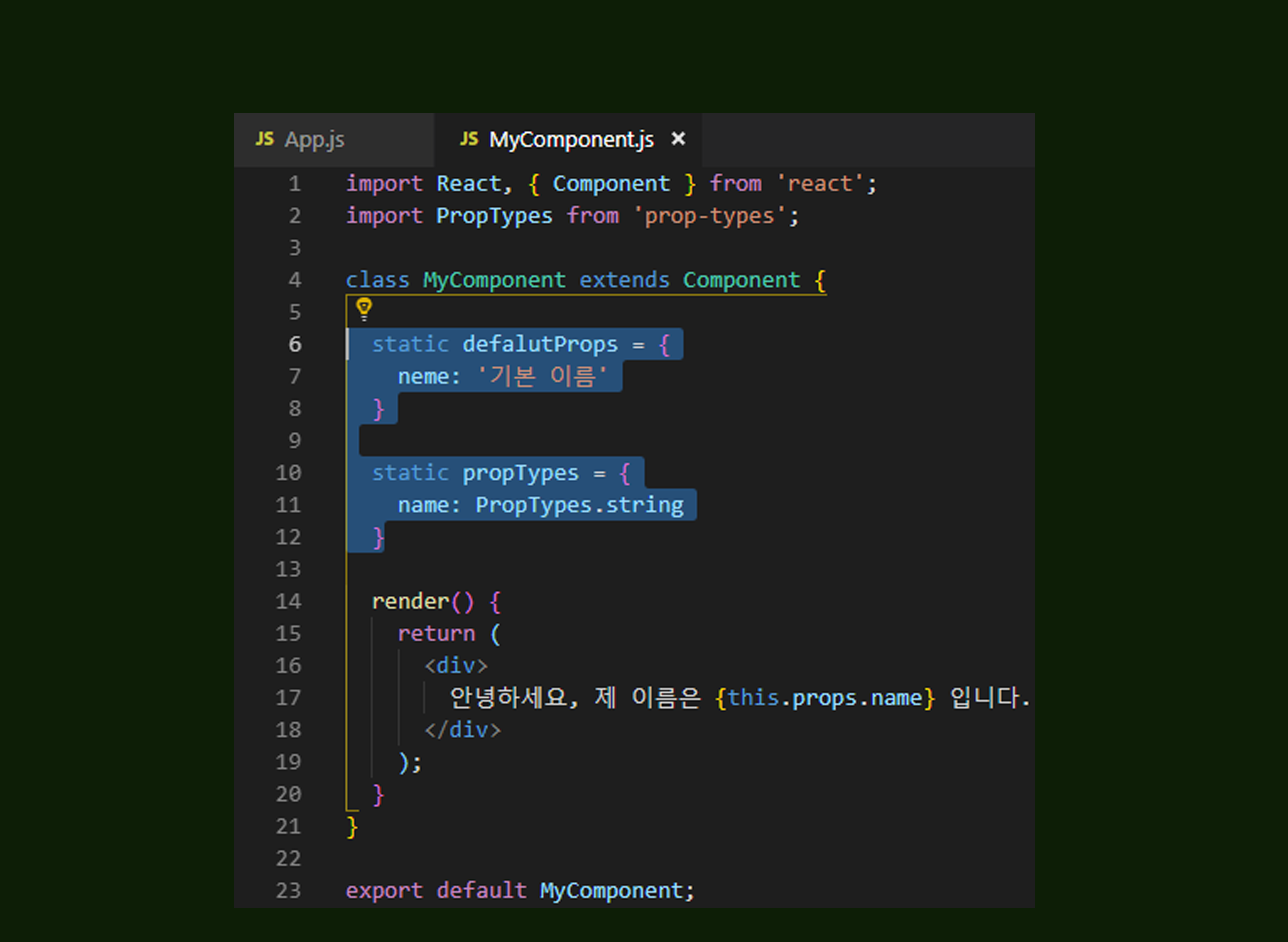 JS App.js JS MyComponent.js ×
1 import React, { Component } from 'react';
2 import PropTypes from 'prop-types';
3
4 class MyComponent extends Component {
5
6 static defalutProps = {
7 neme: '기본 이름'
8 }
9
10 static propTypes = {
11 name: PropTypes.string
12 }
13
14 render() {
15 return (
16 <div>
17 안녕하세요, 제 이름은 {this.props.name} 입니다.
18 </div>
19 );
20 }
21 }
22
23 export default MyComponent;